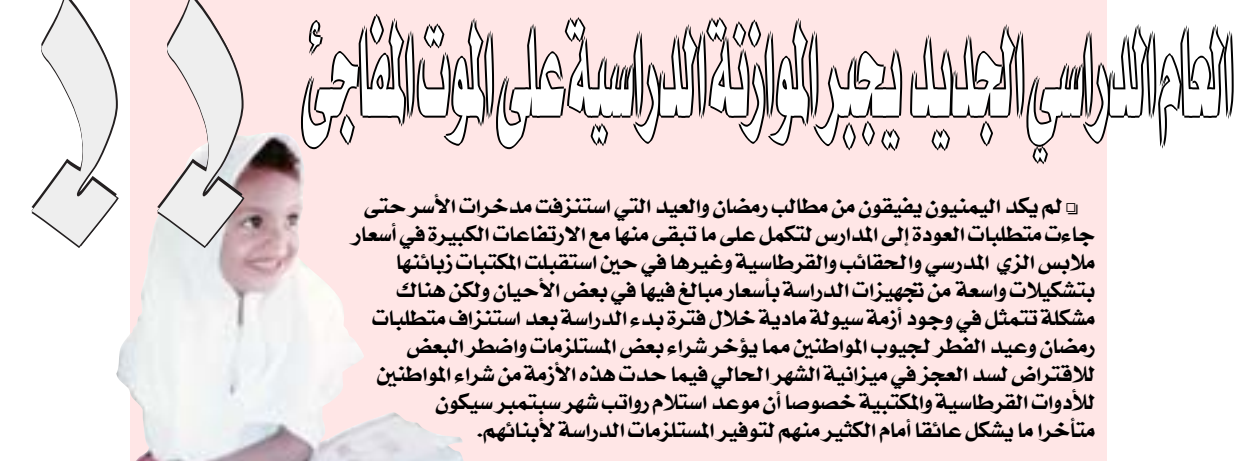 العام الدراسي الجديد يجبر الموازنة الدراسية على الموت المفاجئ !!
❑ لم يكد اليمنيون يفيقون من مطالب رمضان والعيد التي استنزفت مدخرات الأسر حتى
جاءت متطلبات العودة إلى المدارس لتكمل على ما تبقى منها مع الارتفاعات الكبيرة في أسعار
ملابس الزي المدرسي والحقائب والقرطاسية وغيرها في حين استقبلت المكتبات زبائنها
بتشكيلات واسعة من تجهيزات الدراسة بأسعار مبالغ فيها في بعض الأحيان ولكن هناك
مشكلة تتمثل في وجود أزمة سيولة مادية خلال فترة بدء الدراسة بعد استنزاف متطلبات
رمضان وعيد الفطر لجيوب المواطنين مما يؤخر شراء بعض المستلزمات واضطر البعض
للاقتراض لسد العجز في ميزانية الشهر الحالي فيما حدت هذه الأزمة من شراء المواطنين
للأدوات القرطاسية والمكتبية خصوصا أن موعد استلام رواتب شهر سبتمبر سيكون
متأخرا ما يشكل عائقا أمام الكثير منهم لتوفير المستلزمات الدراسة لأبنائهم.